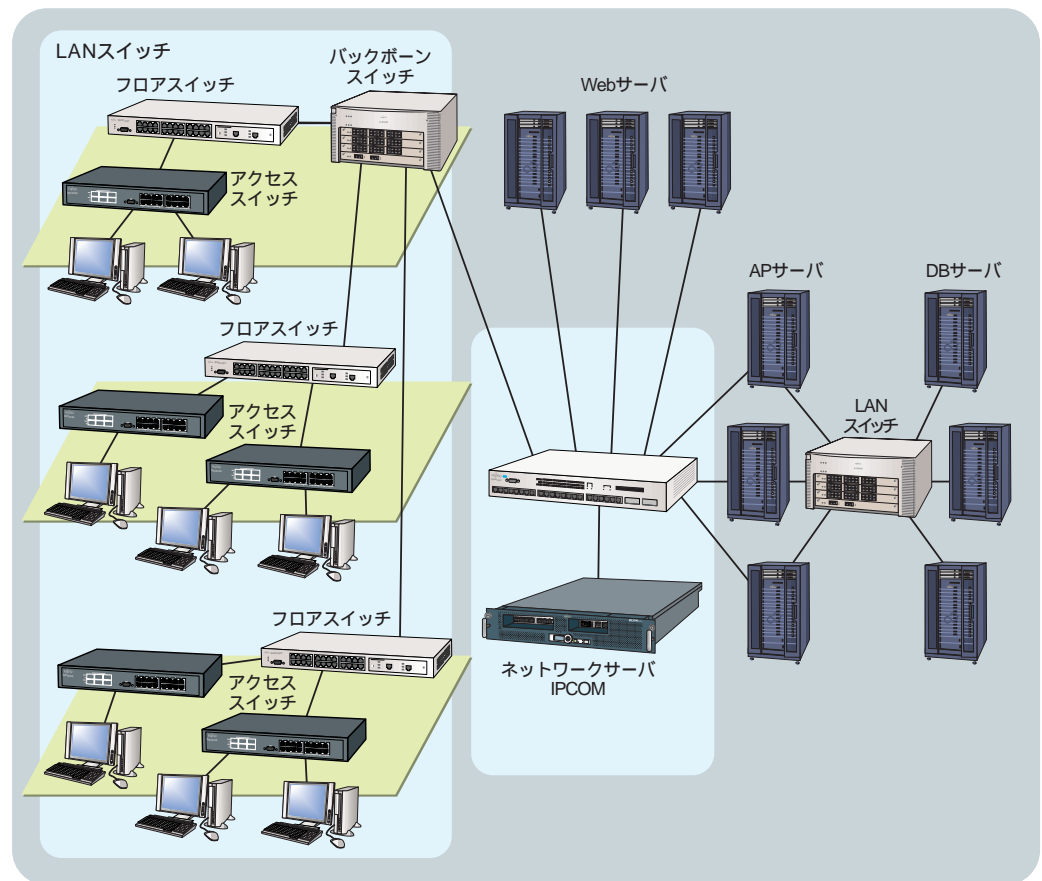 LANスイッチ
フロアスイッチ
バックボーン
スイッチ
Webサーバ
アクセス
スイッチ
APサーバ
DBサーバ
フロアスイッチ
アクセス
スイッチ
LAN
スイッチ
フロアスイッチ
アクセス
スイッチ
ネットワークサーバ
IPCOM